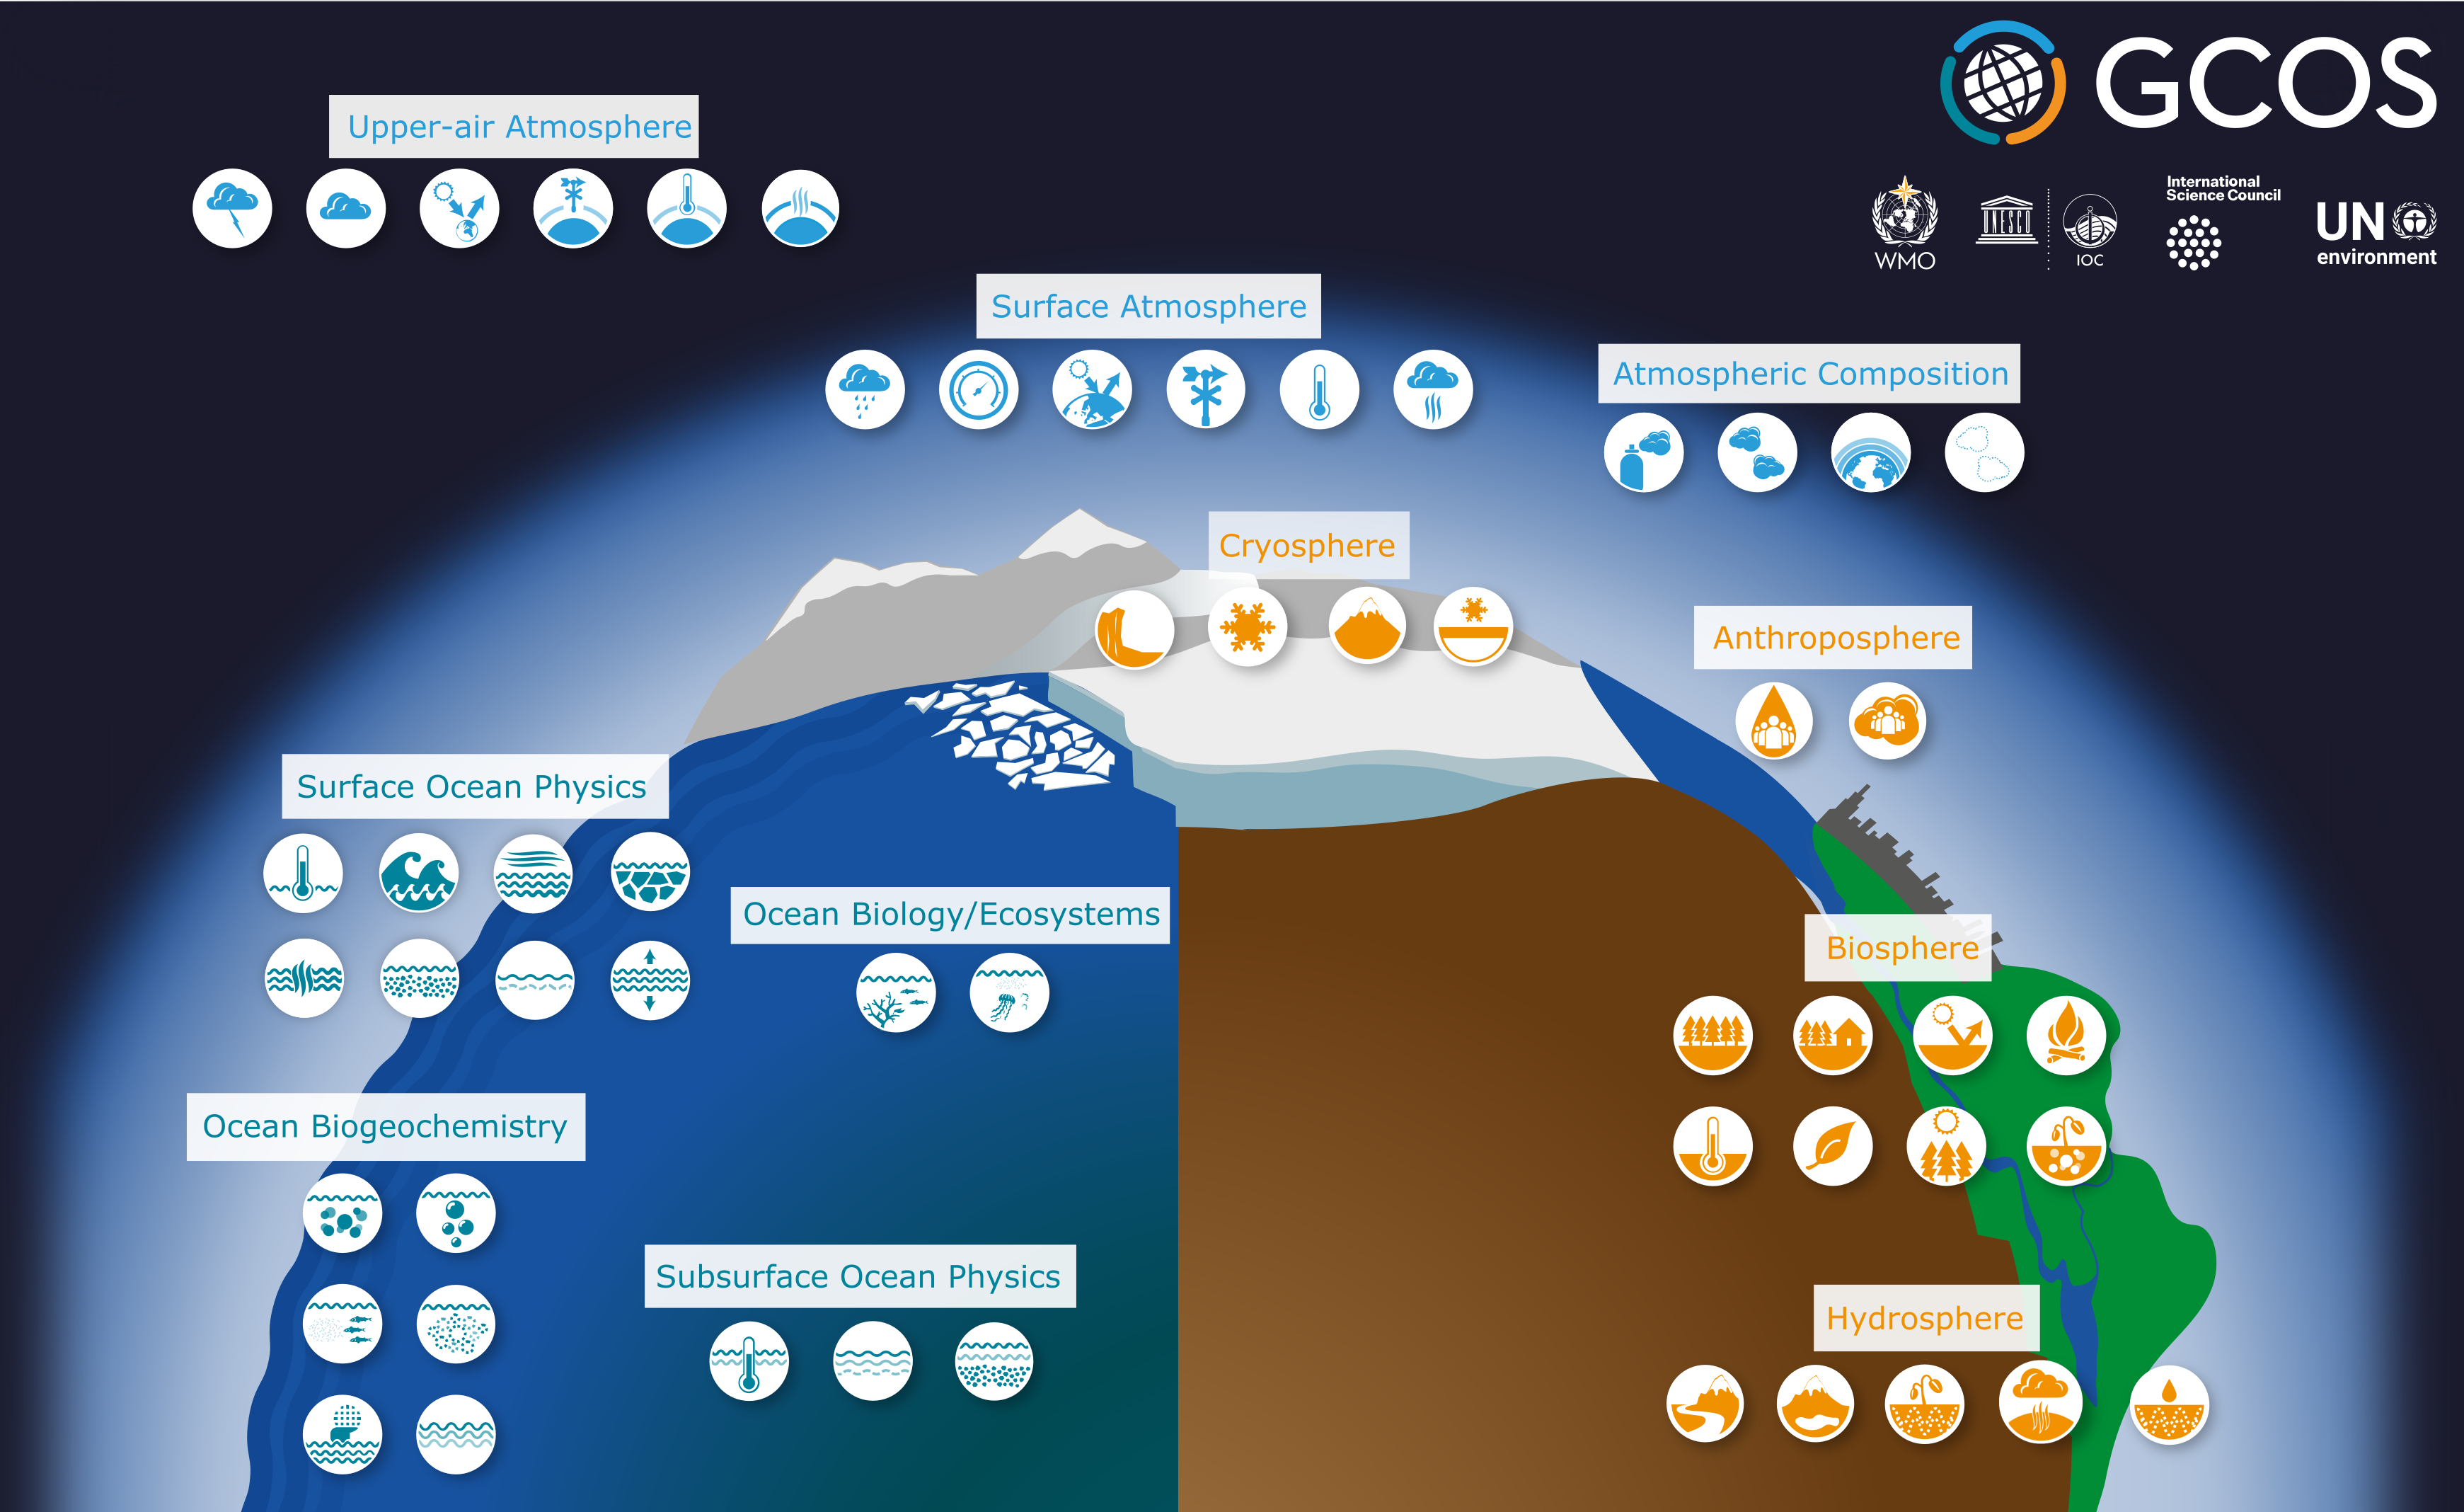 GCOS
Upper-air Atmosphere
International
Science Council
UNESCO
UN
environment
WMO
IOC
Surface Atmosphere
Atmospheric Composition
Cryosphere
Anthroposphere
Surface Ocean Physics
Ocean Biology/Ecosystems
Biosphere
Ocean Biogeochemistry
Subsurface Ocean Physics
Hydrosphere